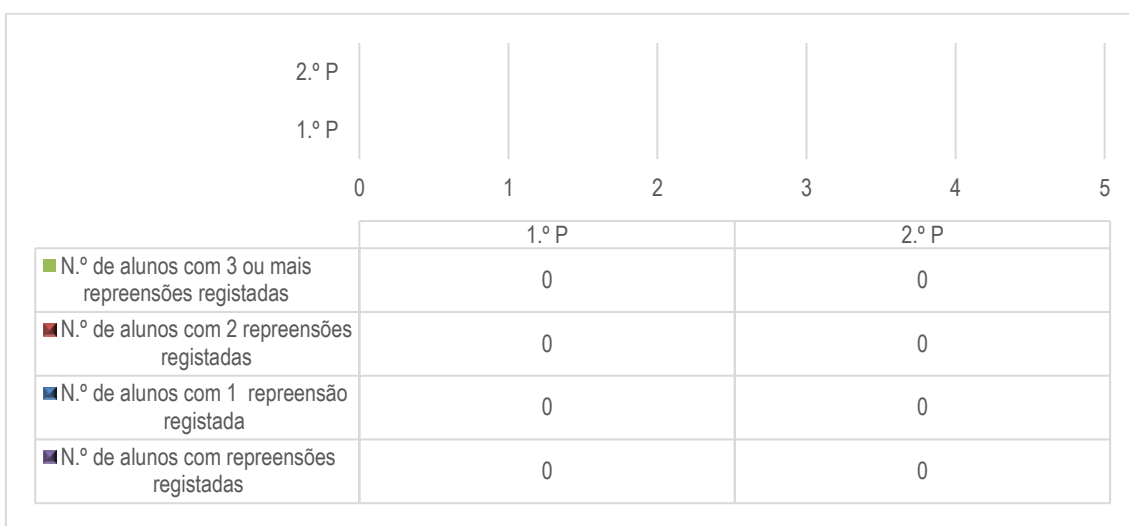 2.º P
1.º P
0 1 2 3 4 5
1.º P 2.º P
N.º de alunos com 3 ou mais
repreensões registadas
0 0
N.º de alunos com 2 repreensões
registadas
0 0
N.º de alunos com 1 repreensão
registada
0 0
N.º de alunos com repreensões
registadas
0 0